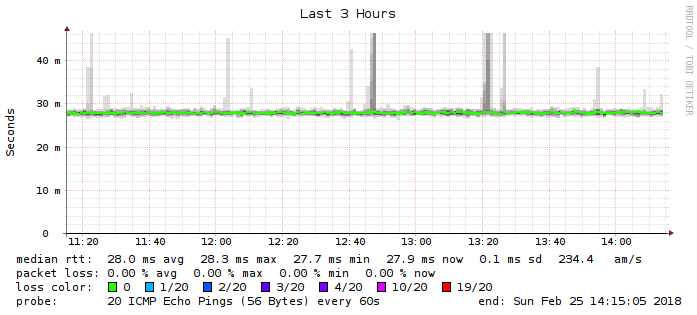 Last 3 Hours
RRDTOOL / TOBI OETIKER
Seconds
40 m
30 m
20 m
10 m
0
11:20 11:40 12:00 12:20 12:40 13:00 13:20 13:40 14:00
median rtt: 28.0 ms avg 28.3 ms max 27.7 ms min 27.9 ms now 0.1 ms sd 234.4 am/s
packet loss: 0.00 % avg 0.00 % max 0.00 % min 0.00 % now
loss color: 0 1/20 2/20 3/20 4/20 10/20 19/20
probe: 20 ICMP Echo Pings (56 Bytes) every 60s end: Sun Feb 25 14:15:05 2018